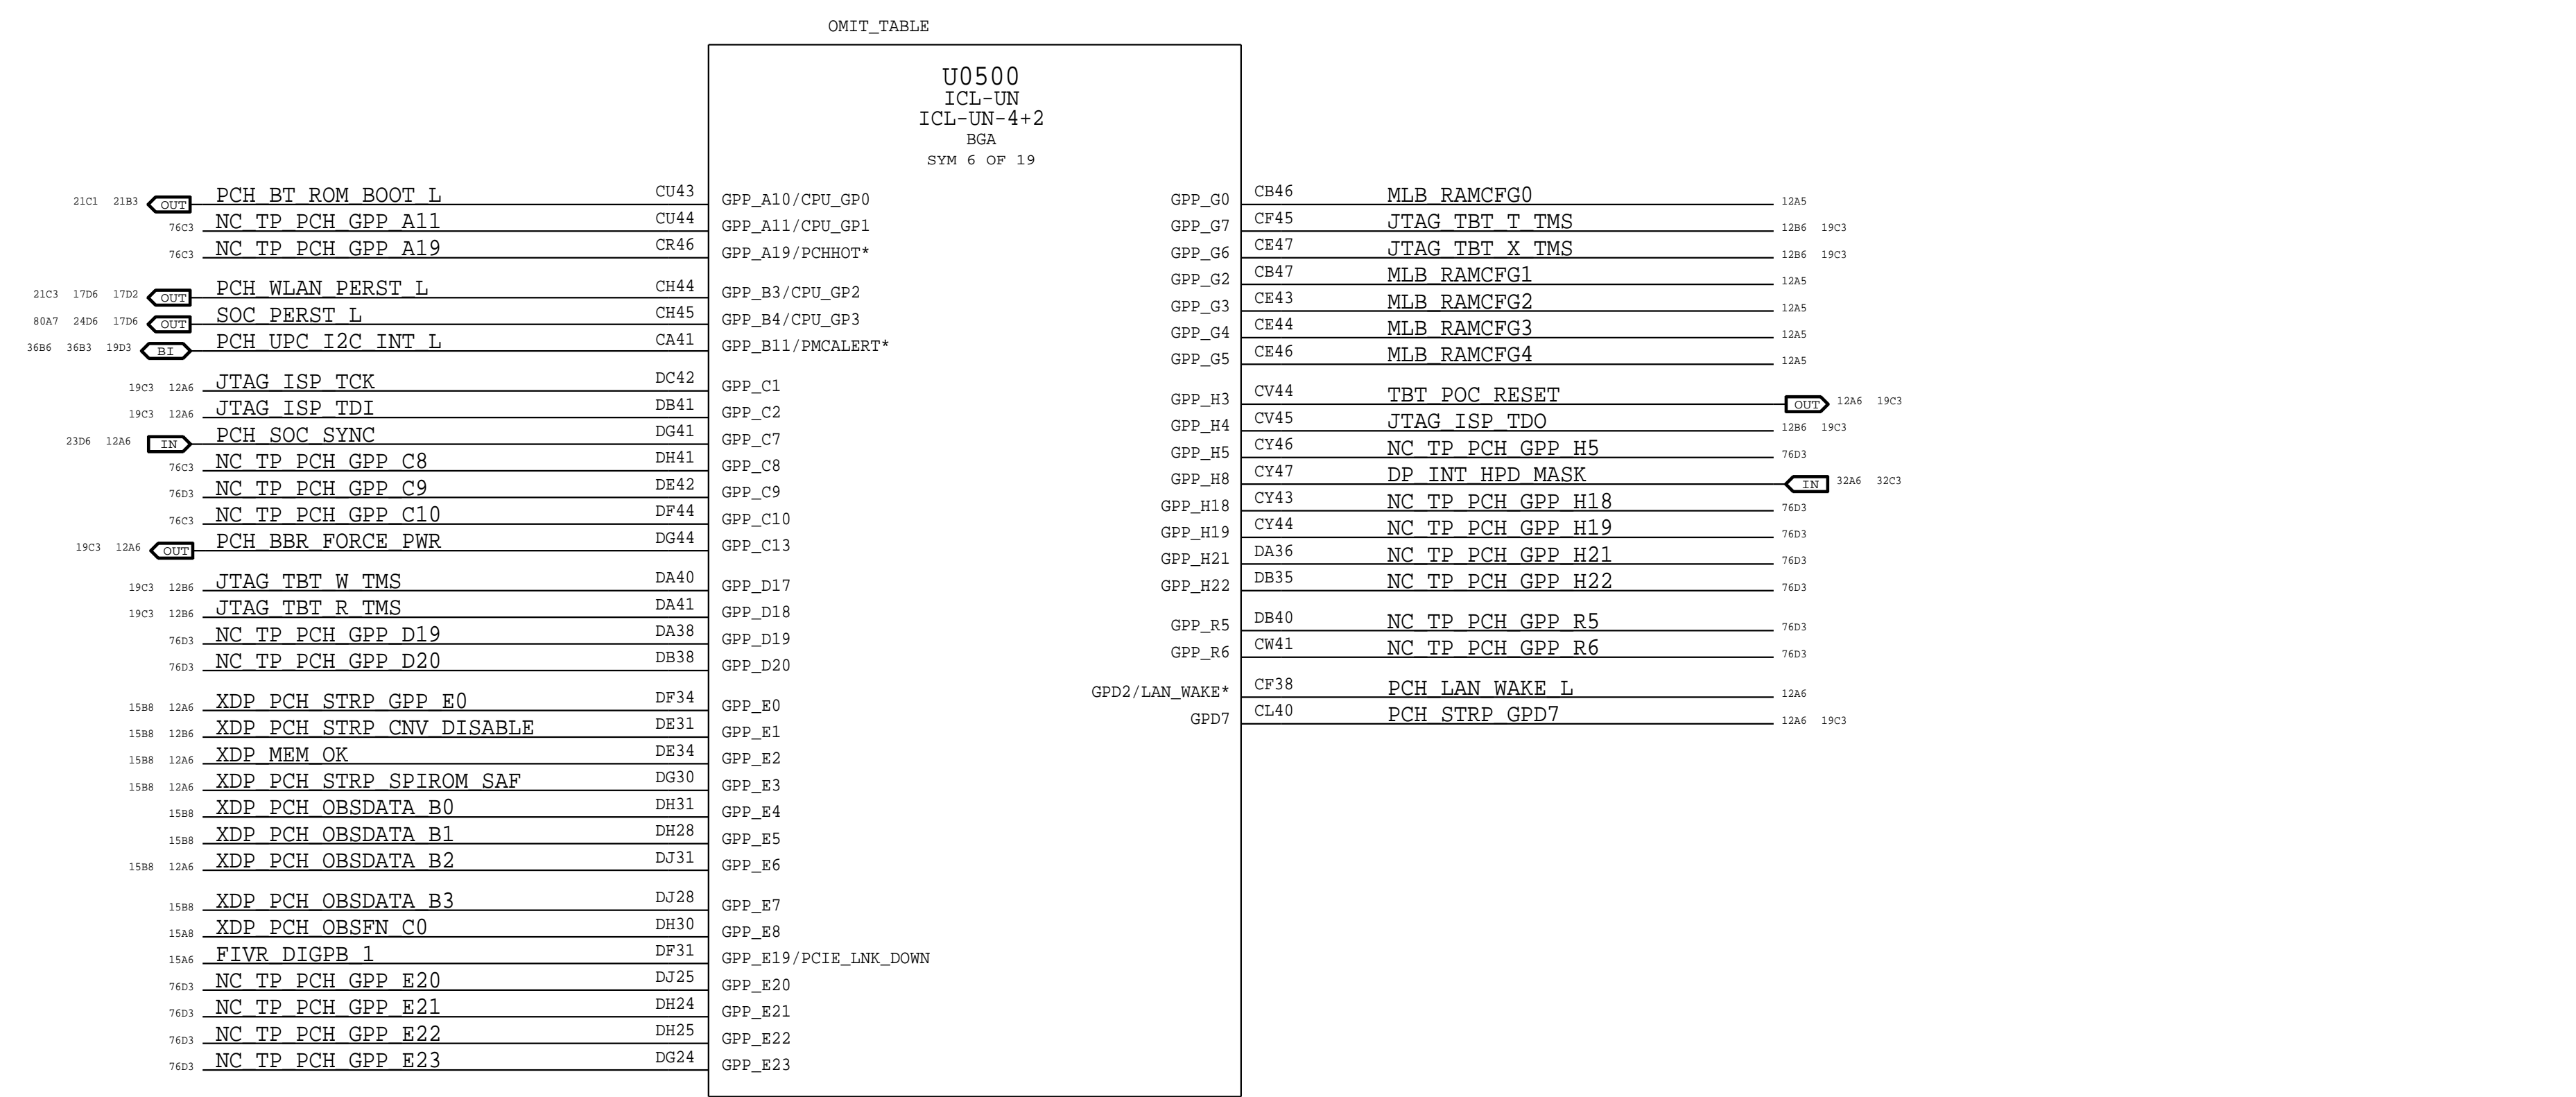 OMIT_TABLE
U0500
ICL-UN
ICL-UN-4+2
BGA
SYM 6 OF 19
21C1 21B3 OUT PCH_BT_ROM_BOOT_L CU43 GPP_A10/CPU_GP0
76C3 NC_TP_PCH_GPP_A11 CU44 GPP_A11/CPU_GP1
76C3 NC_TP_PCH_GPP_A19 CR46 GPP_A19/PCHHOT*
21C3 17D6 17D2 OUT PCH_WLAN_PERST_L CH44 GPP_B3/CPU_GP2
80A7 24D6 17D6 OUT SOC_PERST_L CH45 GPP_B4/CPU_GP3
36B6 36B3 19D3 BI PCH_UPC_I2C_INT_L CA41 GPP_B11/PMCALERT*
19C3 12A6 JTAG_ISP_TCK DC42 GPP_C1
19C3 12A6 JTAG_ISP_TDI DB41 GPP_C2
23D6 12A6 IN PCH_SOC_SYNC DG41 GPP_C7
76C3 NC_TP_PCH_GPP_C8 DH41 GPP_C8
76D3 NC_TP_PCH_GPP_C9 DE42 GPP_C9
76C3 NC_TP_PCH_GPP_C10 DF44 GPP_C10
19C3 12A6 OUT PCH_BBR_FORCE_PWR DG44 GPP_C13
19C3 12B6 JTAG_TBT_W_TMS DA40 GPP_D17
19C3 12B6 JTAG_TBT_R_TMS DA41 GPP_D18
76D3 NC_TP_PCH_GPP_D19 DA38 GPP_D19
76D3 NC_TP_PCH_GPP_D20 DB38 GPP_D20
15B8 12A6 XDP_PCH_STRP_GPP_E0 DF34 GPP_E0
15B8 12B6 XDP_PCH_STRP_CNV_DISABLE DE31 GPP_E1
15B8 12A6 XDP_MEM_OK DE34 GPP_E2
15B8 12A6 XDP_PCH_STRP_SPIROM_SAF DG30 GPP_E3
15B8 XDP_PCH_OBSDATA_B0 DH31 GPP_E4
15B8 XDP_PCH_OBSDATA_B1 DH28 GPP_E5
15B8 12A6 XDP_PCH_OBSDATA_B2 DJ31 GPP_E6
15B8 XDP_PCH_OBSDATA_B3 DJ28 GPP_E7
15A8 XDP_PCH_OBSFN_C0 DH30 GPP_E8
15A6 FIVR_DIGPB_1 DF31 GPP_E19/PCIE_LNK_DOWN
76D3 NC_TP_PCH_GPP_E20 DJ25 GPP_E20
76D3 NC_TP_PCH_GPP_E21 DH24 GPP_E21
76D3 NC_TP_PCH_GPP_E22 DH25 GPP_E22
76D3 NC_TP_PCH_GPP_E23 DG24 GPP_E23
GPP_G0 CB46 MLB_RAMCFG0 12A5
GPP_G7 CF45 JTAG_TBT_T_TMS 12B6 19C3
GPP_G6 CE47 JTAG_TBT_X_TMS 12B6 19C3
GPP_G2 CB47 MLB_RAMCFG1 12A5
GPP_G3 CE43 MLB_RAMCFG2 12A5
GPP_G4 CE44 MLB_RAMCFG3 12A5
GPP_G5 CE46 MLB_RAMCFG4 12A5
GPP_H3 CV44 TBT_POC_RESET OUT 12A6 19C3
GPP_H4 CV45 JTAG_ISP_TDO 12B6 19C3
GPP_H5 CY46 NC_TP_PCH_GPP_H5 76D3
GPP_H8 CY47 DP_INT_HPD_MASK IN 32A6 32C3
GPP_H18 CY43 NC_TP_PCH_GPP_H18 76D3
GPP_H19 CY44 NC_TP_PCH_GPP_H19 76D3
GPP_H21 DA36 NC_TP_PCH_GPP_H21 76D3
GPP_H22 DB35 NC_TP_PCH_GPP_H22 76D3
GPP_R5 DB40 NC_TP_PCH_GPP_R5 76D3
GPP_R6 CW41 NC_TP_PCH_GPP_R6 76D3
GPD2/LAN_WAKE* CF38 PCH_LAN_WAKE_L 12A6
GPD7 CL40 PCH_STRP_GPD7 12A6 19C3